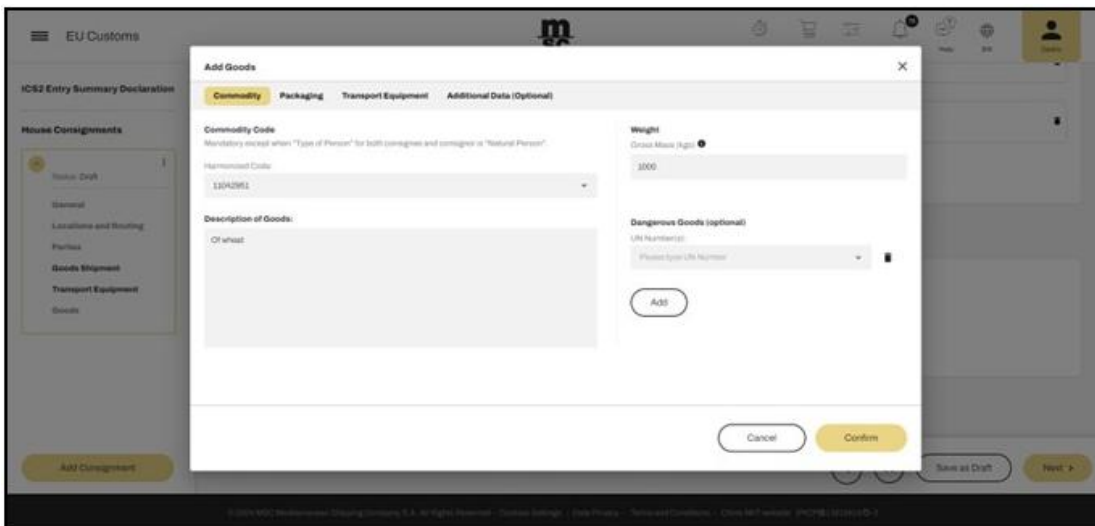 EU Customs
msc
Add Goods
Commodity Packaging Transport Equipment Additional Data (Optional)
ICS2 Entry Summary Declaration
House Consignments
Status: Draft
General
Locations and Routing
Parties
Goods Shipment
Transport Equipment
Goods
Add Consignment
Commodity Code
Mandatory except when "Type of Person" for both consignee and consignor is "Natural Person".
Harmonized Code:
11042951
Description of Goods:
Of wheat
Weight
Gross Mass (kgs)
1000
Dangerous Goods (optional)
UN Number(s):
Please type UN Number
Add
Cancel
Confirm
Save as Draft
Next